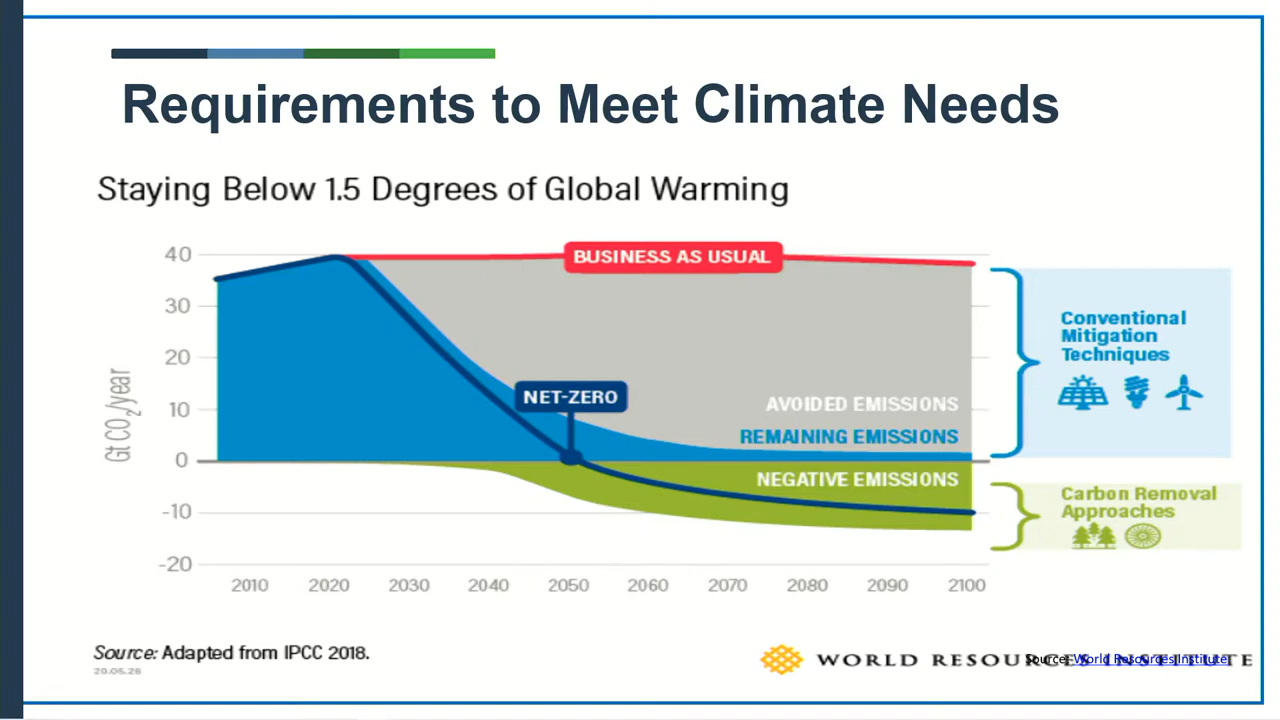 Requirements to Meet Climate Needs
Staying Below 1.5 Degrees of Global Warming
40
30
20
10
0
-10
-20
Gt CO₂/year
BUSINESS AS USUAL
NET-ZERO
AVOIDED EMISSIONS
REMAINING EMISSIONS
NEGATIVE EMISSIONS
Conventional
Mitigation
Techniques
Carbon Removal
Approaches
2010 2020 2030 2040 2050 2060 2070 2080 2090 2100
Source: Adapted from IPCC 2018.
20.05.26
WORLD RESOURCES INSTITUTE
Source: World Resources Institute